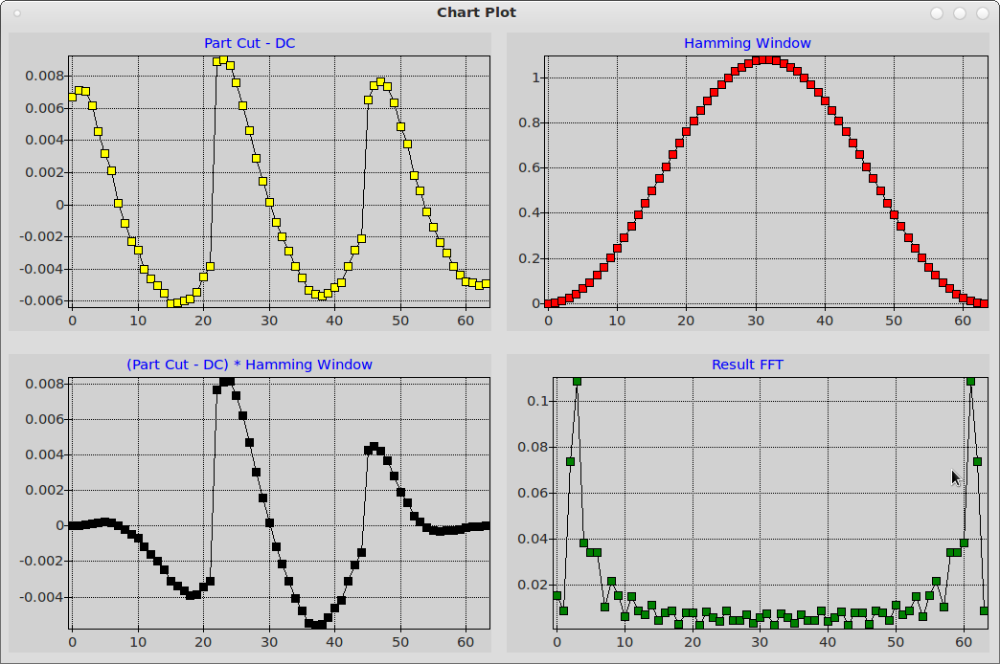 Chart Plot
Part Cut - DC
0.008
0.006
0.004
0.002
0
-0.002
-0.004
-0.006
0 10 20 30 40 50 60
Hamming Window
1
0.8
0.6
0.4
0.2
0
0 10 20 30 40 50 60
(Part Cut - DC) * Hamming Window
0.008
0.006
0.004
0.002
0
-0.002
-0.004
0 10 20 30 40 50 60
Result FFT
0.1
0.08
0.06
0.04
0.02
0 10 20 30 40 50 60